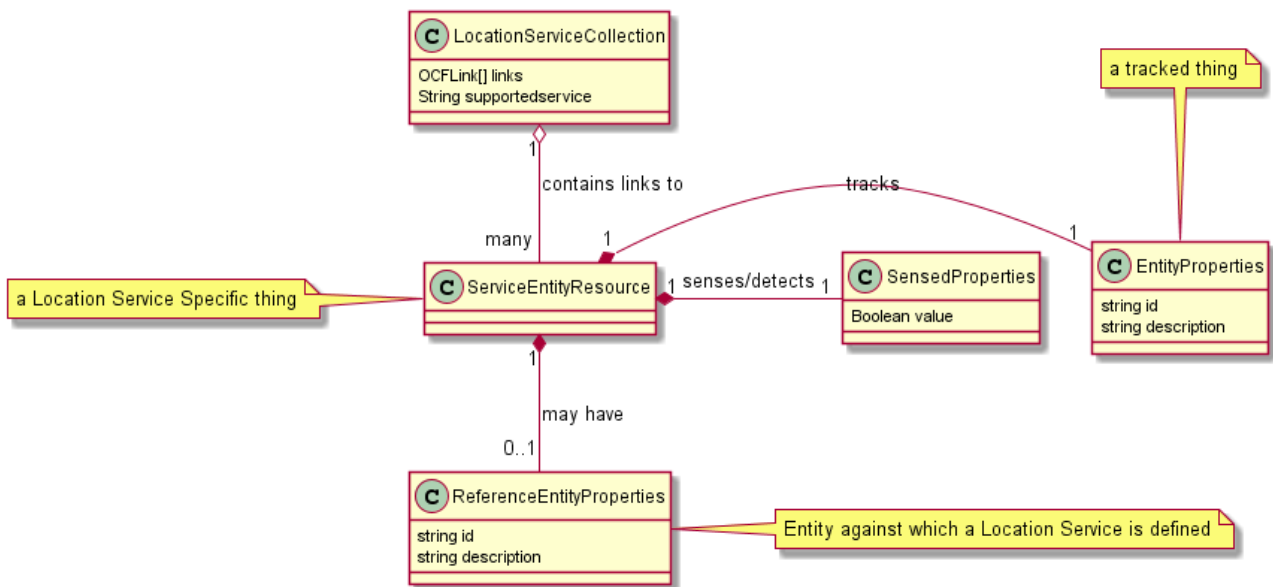 C LocationServiceCollection
OCFLink[] links
String supportedservice
a tracked thing
1
contains links to
tracks
many
1
1
C EntityProperties
string id
string description
C SensedProperties
Boolean value
senses/detects
1
1
C ServiceEntityResource
a Location Service Specific thing
1
may have
0..1
C ReferenceEntityProperties
string id
string description
Entity against which a Location Service is defined